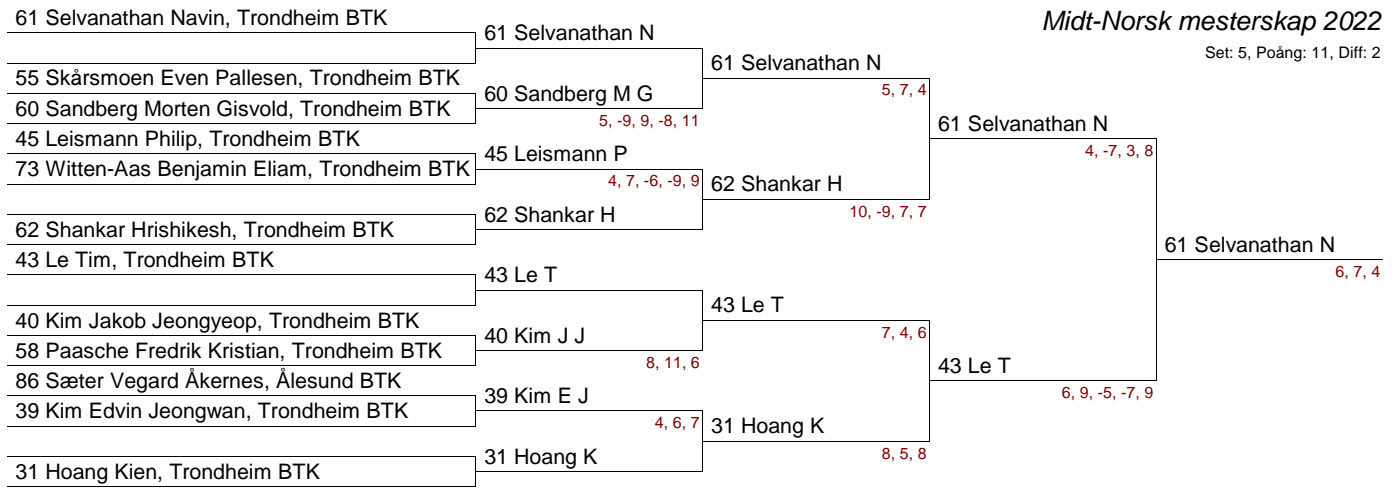 Midt-Norsk mesterskap 2022
Set: 5, Poäng: 11, Diff: 2
61 Selvanathan Navin, Trondheim BTK
55 Skårsmoen Even Pallesen, Trondheim BTK
60 Sandberg Morten Gisvold, Trondheim BTK
45 Leismann Philip, Trondheim BTK
73 Witten-Aas Benjamin Eliam, Trondheim BTK
62 Shankar Hrishikesh, Trondheim BTK
43 Le Tim, Trondheim BTK
40 Kim Jakob Jeongyeop, Trondheim BTK
58 Paasche Fredrik Kristian, Trondheim BTK
86 Sæter Vegard Åkernes, Ålesund BTK
39 Kim Edvin Jeongwan, Trondheim BTK
31 Hoang Kien, Trondheim BTK
61 Selvanathan N
60 Sandberg M G
5, -9, 9, -8, 11
45 Leismann P
4, 7, -6, -9, 9
62 Shankar H
43 Le T
40 Kim J J
8, 11, 6
39 Kim E J
4, 6, 7
31 Hoang K
61 Selvanathan N
5, 7, 4
62 Shankar H
10, -9, 7, 7
43 Le T
7, 4, 6
31 Hoang K
8, 5, 8
61 Selvanathan N
4, -7, 3, 8
43 Le T
6, 9, -5, -7, 9
61 Selvanathan N
6, 7, 4